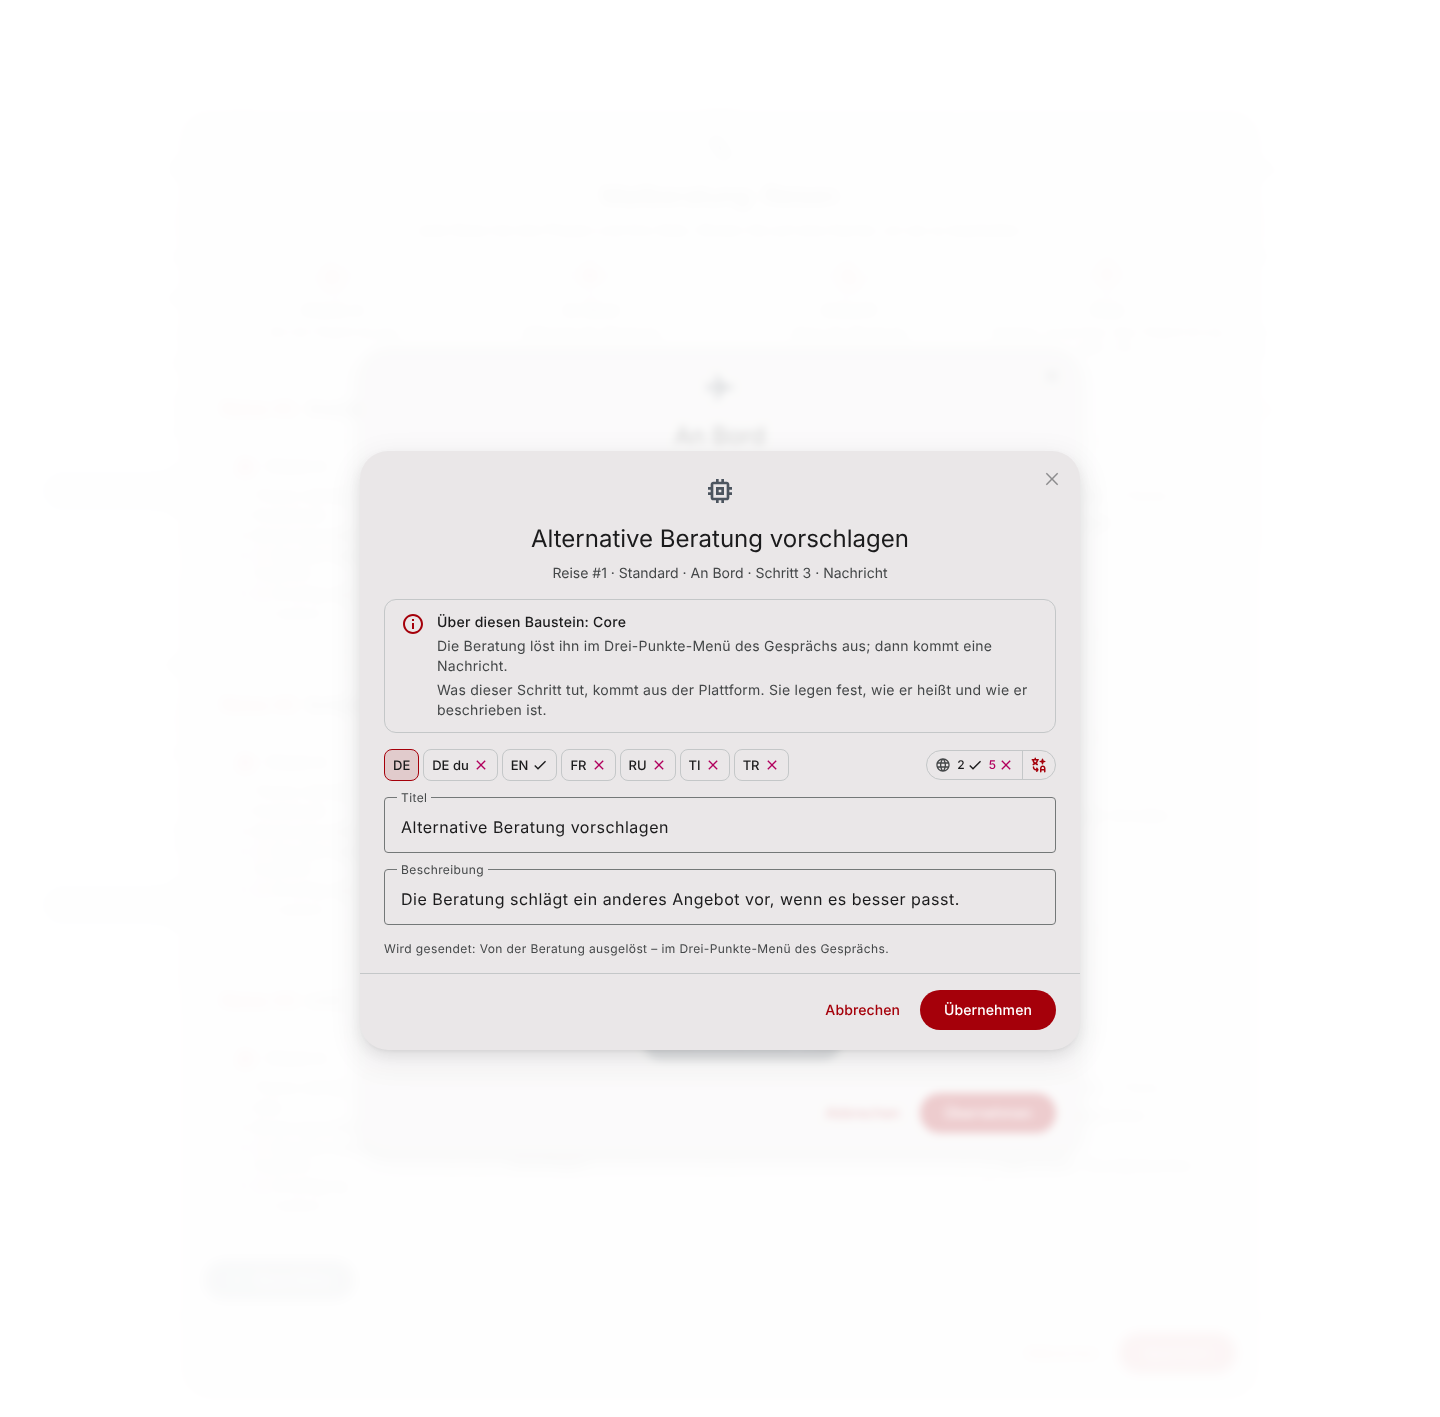 An Bord
Alternative Beratung vorschlagen
Reise #1 · Standard · An Bord · Schritt 3 · Nachricht
Über diesen Baustein: Core
Die Beratung löst ihn im Drei-Punkte-Menü des Gesprächs aus; dann kommt eine
Nachricht.
Was dieser Schritt tut, kommt aus der Plattform. Sie legen fest, wie er heißt und wie er
beschrieben ist.
DE DE du EN FR RU TI TR 2 5
Titel
Alternative Beratung vorschlagen
Beschreibung
Die Beratung schlägt ein anderes Angebot vor, wenn es besser passt.
Wird gesendet: Von der Beratung ausgelöst – im Drei-Punkte-Menü des Gesprächs.
Abbrechen Übernehmen